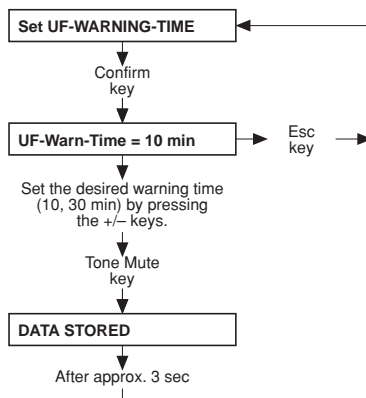 Set UF-WARNING-TIME
Confirm
key
UF-Warn-Time = 10 min
Esc
key
Set the desired warning time
(10, 30 min) by pressing
the +/– keys.
Tone Mute
key
DATA STORED
After approx. 3 sec